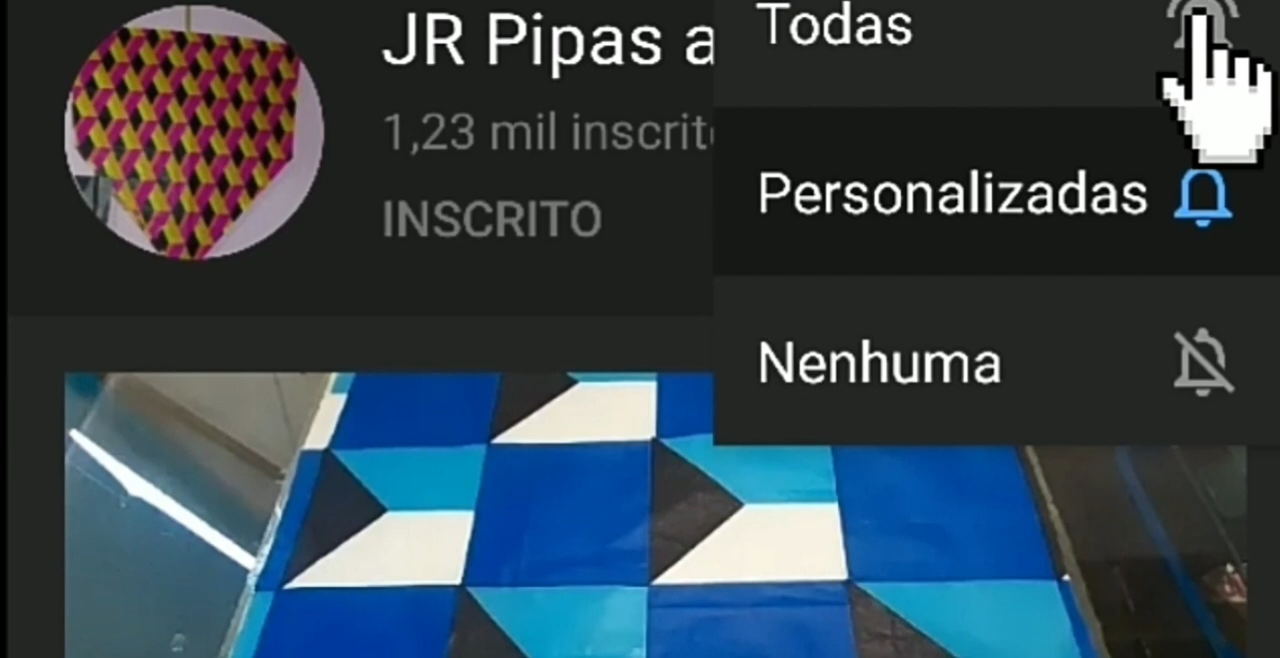 JR Pipas a
1,23 mil inscrit
INSCRITO
Todas
Personalizadas
Nenhuma